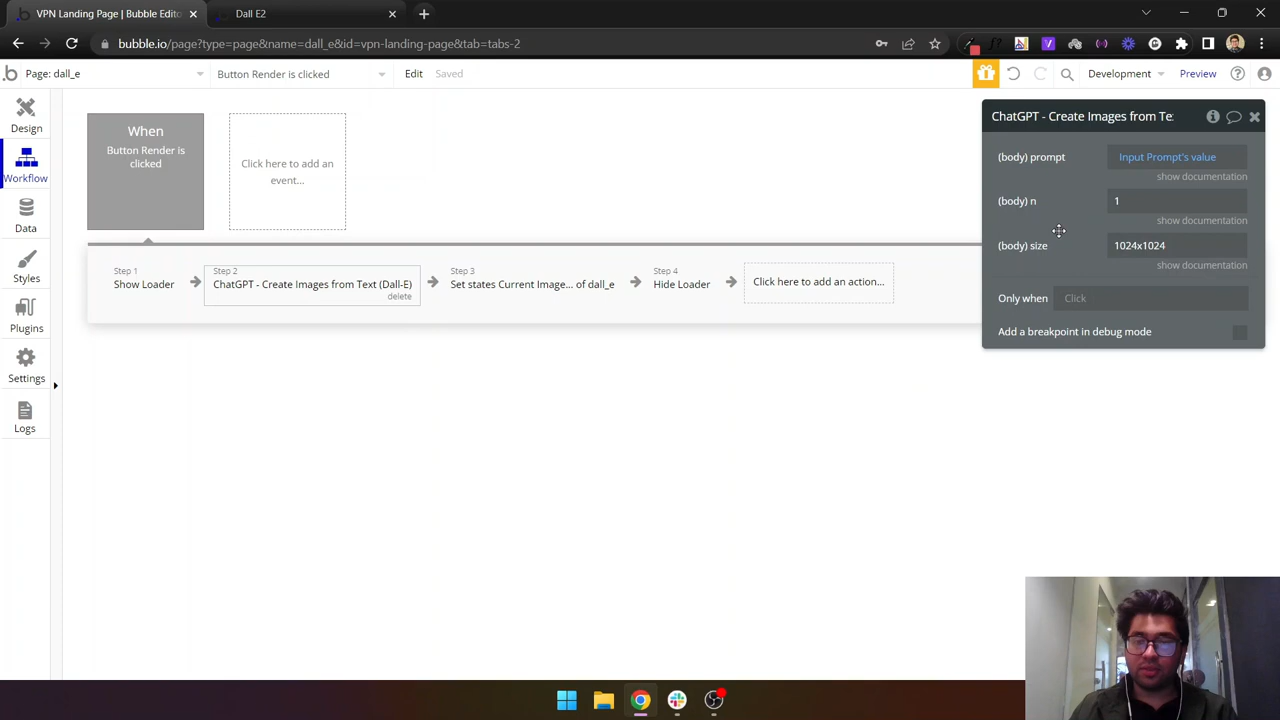 VPN Landing Page | Bubble Edito
Dall E2
bubble.io/page?type=page&name=dall_e&id=vpn-landing-page&tab=tabs-2
Page: dall_e
Button Render is clicked
Edit
Saved
Development
Preview
Design
Workflow
Data
Styles
Plugins
Settings
Logs
When
Button Render is
clicked
Click here to add an
event...
Step 1
Show Loader
Step 2
ChatGPT - Create Images from Text (Dall-E)
delete
Step 3
Set states Current Image... of dall_e
Step 4
Hide Loader
Click here to add an action...
ChatGPT - Create Images from Te
(body) prompt
Input Prompt's value
show documentation
(body) n
1
show documentation
(body) size
1024x1024
show documentation
Only when
Click
Add a breakpoint in debug mode